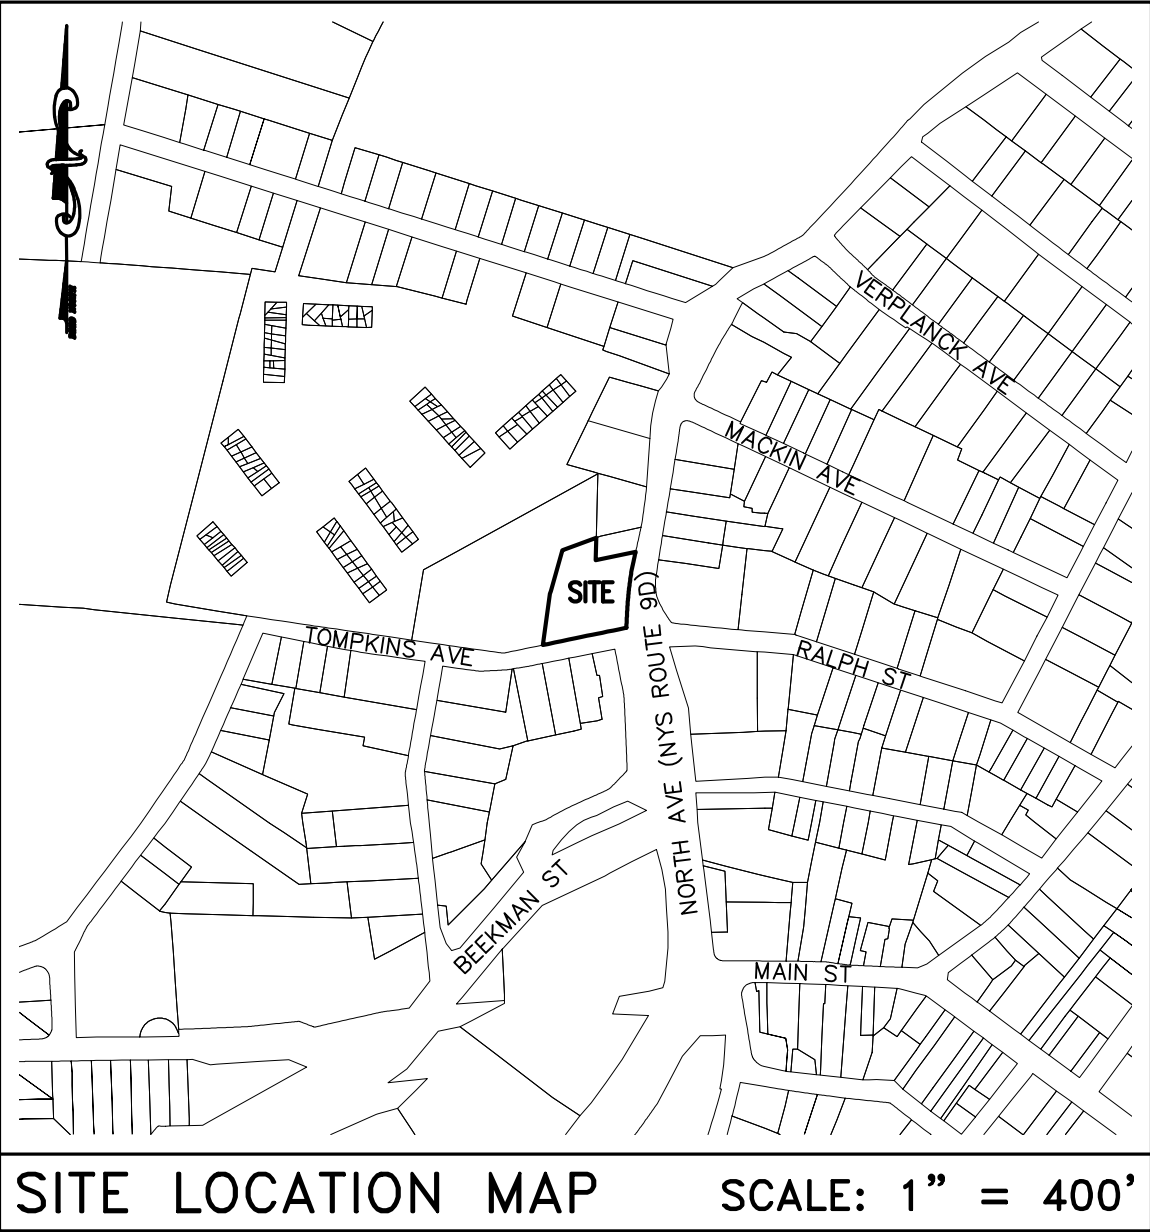 VERPLANCK AVE
MACKIN AVE
SITE
TOMPKINS AVE
NORTH AVE (NYS ROUTE 9D)
RALPH ST
BEEKMAN ST
MAIN ST
SITE LOCATION MAP
SCALE: 1" = 400'